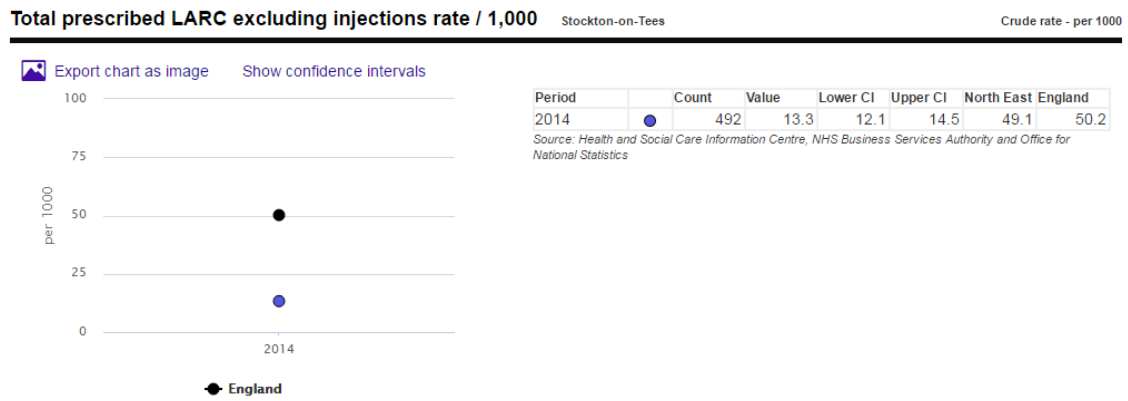 Total prescribed LARC excluding injections rate / 1,000 Stockton-on-Tees Crude rate - per 1000
Export chart as image Show confidence intervals
100
75
50
25
0
per 1000
2014
England
Period Count Value Lower CI Upper CI North East England
2014 492 13.3 12.1 14.5 49.1 50.2
Source: Health and Social Care Information Centre, NHS Business Services Authority and Office for
National Statistics